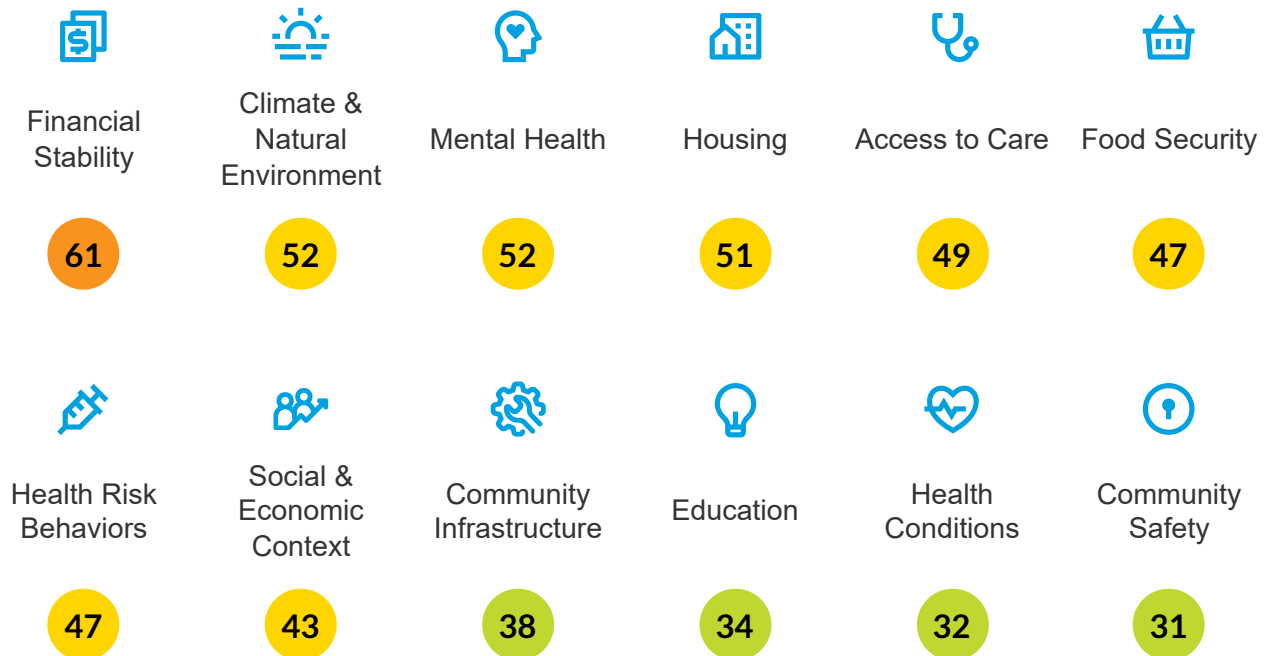 Financial
Stability
Climate &
Natural
Environment
Mental Health
Housing
Access to Care
Food Security
61
52
52
51
49
47
Health Risk
Behaviors
Social &
Economic
Context
Community
Infrastructure
Education
Health
Conditions
Community
Safety
47
43
38
34
32
31